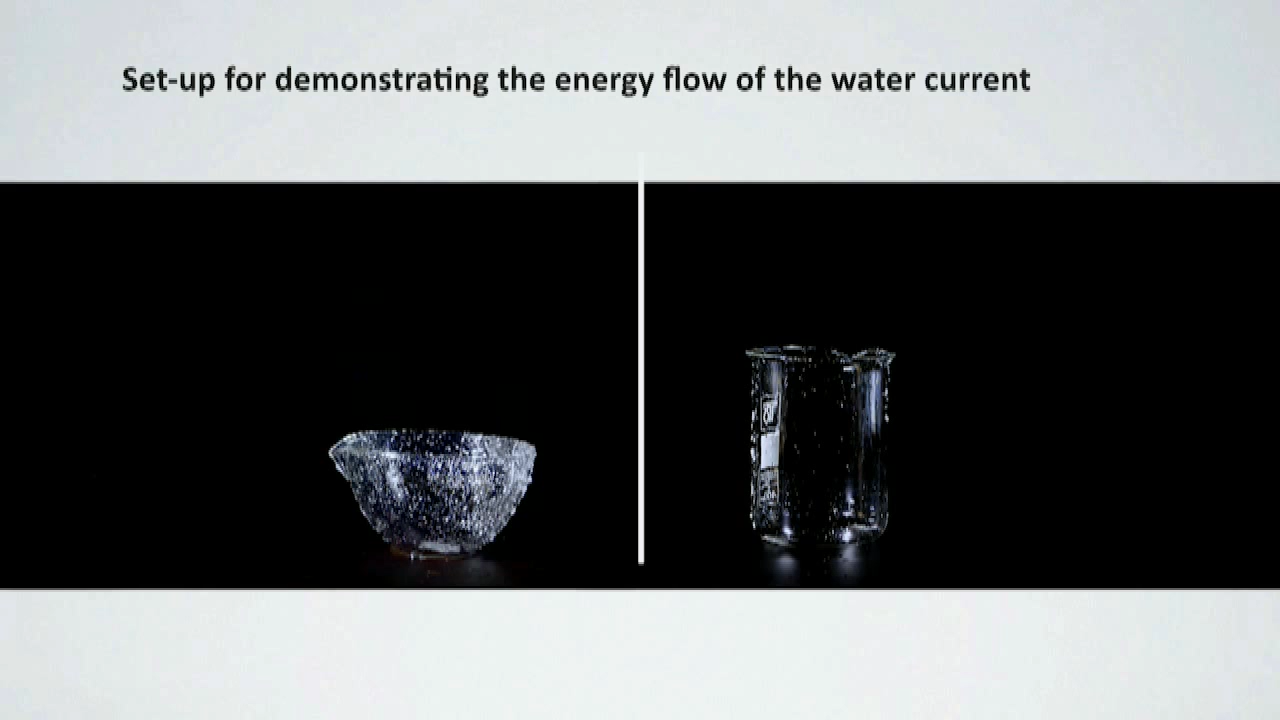 Set-up for demonstrating the energy flow of the water current